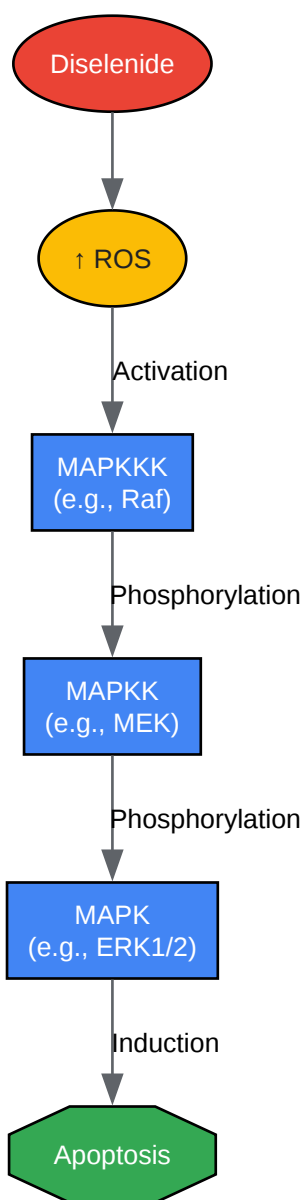 Diselenide
↑ ROS
Activation
MAPKKK
(e.g., Raf)
Phosphorylation
MAPKK
(e.g., MEK)
Phosphorylation
MAPK
(e.g., ERK1/2)
Induction
Apoptosis